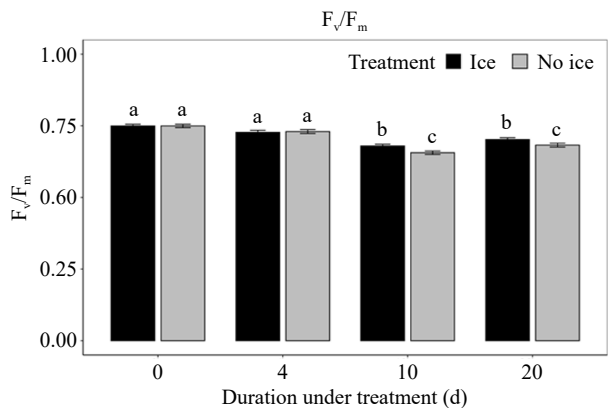 Fv/Fm
Treatment Ice No ice
1.00
0.75
0.50
0.25
0.00
Fv/Fm
a a a a b c b c
0 4 10 20
Duration under treatment (d)